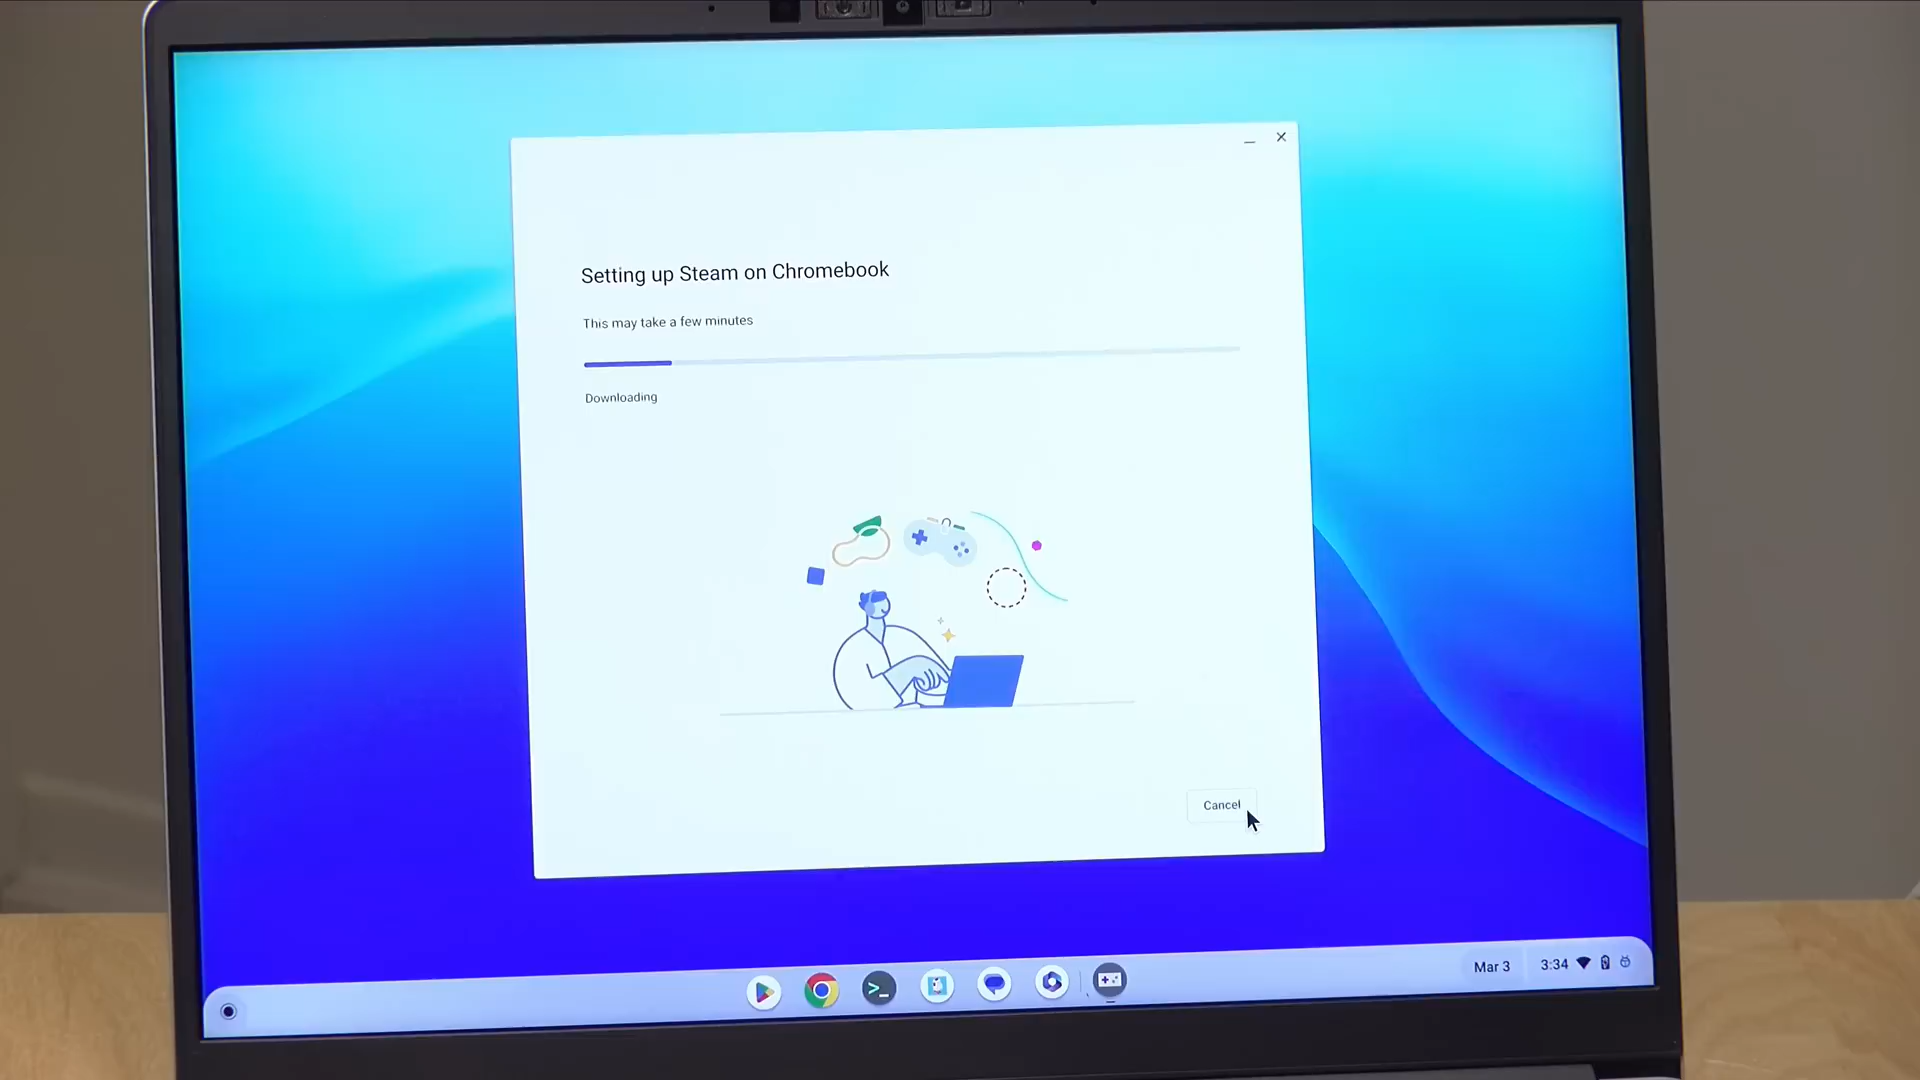 Setting up Steam on Chromebook
This may take a few minutes
Downloading
Cancel
Mar 3
3:34